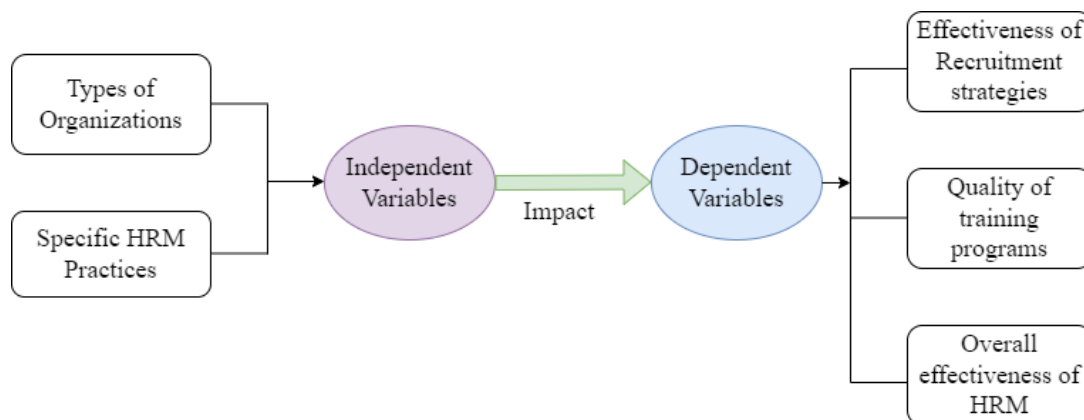 Types of
Organizations
Specific HRM
Practices
Independent
Variables
Impact
Dependent
Variables
Effectiveness of
Recruitment
strategies
Quality of
training
programs
Overall
effectiveness of
HRM